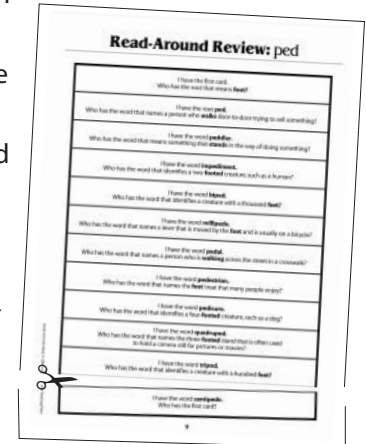 e
d
Read-Around Review: ped
I have the first card.
Who has the root that means foot?
I have the root ped.
Who has the word that names a person who walks door-to-door trying to sell something?
I have the word peddler.
Who has the word that means something that stands in the way of doing something?
I have the word impediment.
Who has the word that identifies a two-footed creature, such as a human?
I have the word biped.
Who has the word that identifies a creature with a thousand feet?
I have the word millipede.
Who has the word that names a lever that is moved by the foot and is usually on a bicycle?
I have the word pedal.
Who has the word that names a person who is walking across the street in a crosswalk?
I have the word pedestrian.
Who has the word that names the foot treat that many people enjoy?
I have the word pedicure.
Who has the word that identifies a four-footed creature, such as a dog?
I have the word quadruped.
Who has the word that names the three-footed stand that is often used
to hold a camera still for pictures or movies?
I have the word tripod.
Who has the word that identifies a creature with a hundred feet?
I have the word centipede.
Who has the first card?
9